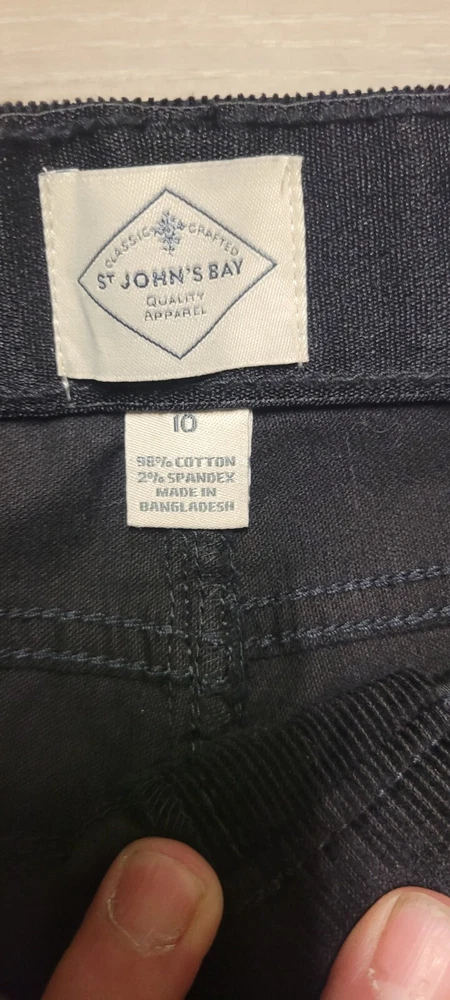 CLASSIC CRAFTED
ST JOHN'S BAY
QUALITY
APPAREL
10
98% COTTON
2% SPANDEX
MADE IN
BANGLADESH